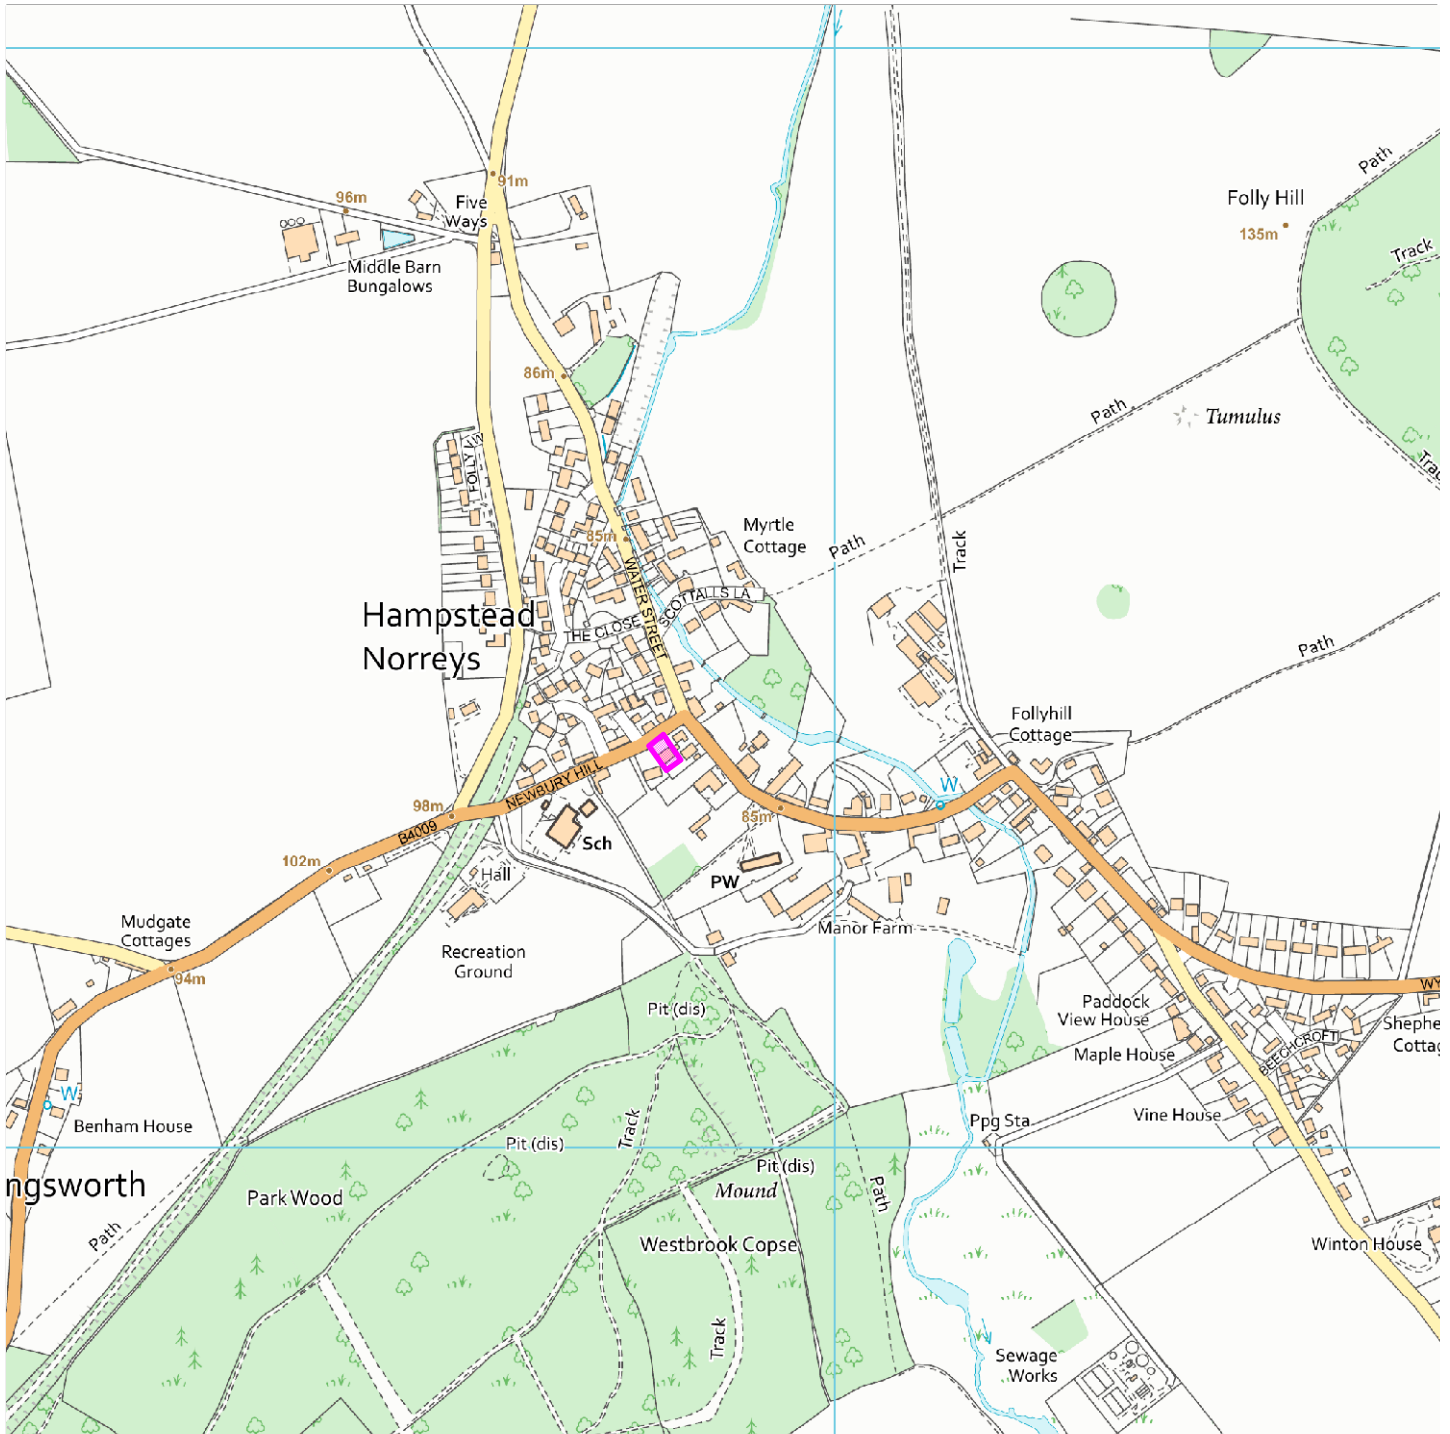 Path
96m
91m
Five
Ways
Folly Hill
135m
Track
Middle Barn
Bungalows
86m
Path
Tumulus
Track
FOLLY VW
Myrtle
Cottage
Path
85m
Track
WATER STREET
SCOTTALLS LA
THE CLOSE
Hampstead
Norreys
Path
Follyhill
Cottage
NEWBURY HILL
W
98m
85m
B4009
Sch
102m
Hall
PW
Mudgate
Cottages
Manor Farm
Recreation
Ground
94m
WY
Pit (dis)
Paddock
View House
Shephe
Cottag
BEECHCROFT
Maple House
W
Benham House
Track
Ppg Sta
Vine House
Pit (dis)
Pit (dis)
ngsworth
Park Wood
Mound
Path
Path
Westbrook Copse
Winton House
Track
Sewage
Works